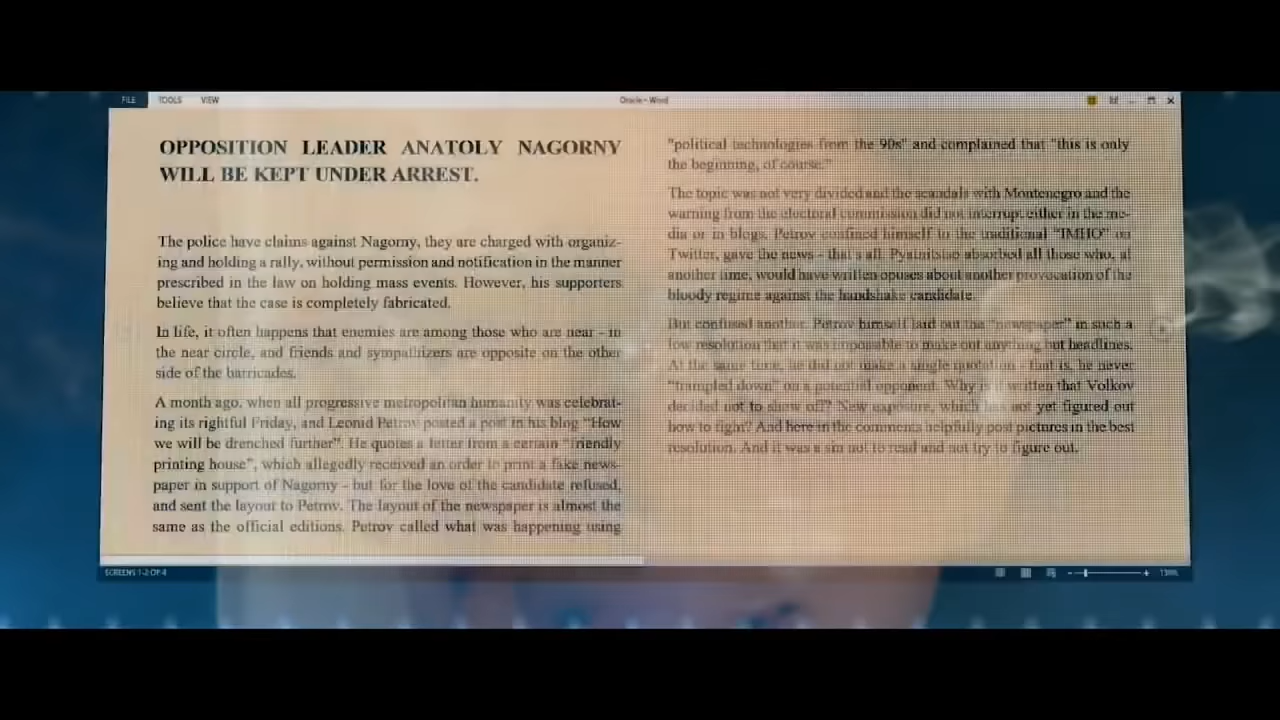 FILE TOOLS VIEW
Oracle - Word
OPPOSITION LEADER ANATOLY NAGORNY
WILL BE KEPT UNDER ARREST.
The police have claims against Nagorny, they are charged with organiz-
ing and holding a rally, without permission and notification in the manner
prescribed in the law on holding mass events. However, his supporters
believe that the case is completely fabricated.
In life, it often happens that enemies are among those who are near - in
the near circle, and friends and sympathizers are opposite on the other
side of the barricades.
A month ago, when all progressive metropolitan humanity was celebrat-
ing its rightful Friday, and Leonid Petrov posted a post in his blog "How
we will be drenched further". He quotes a letter from a certain "friendly
printing house", which allegedly received an order to print a fake news-
paper in support of Nagorny - but for the love of the candidate refused,
and sent the layout to Petrov. The layout of the newspaper is almost the
same as the official editions. Petrov called what was happening using
"political technologies from the 90s" and complained that "this is only
the beginning, of course."
The topic was not very divided and the scandals with Montenegro and the
warning from the electoral commission did not interrupt either in the me-
dia or in blogs. Petrov confined himself to the traditional "IMHO" on
Twitter, gave the news - that's all. Pyatnitsho absorbed all those who, at
another time, would have written opuses about another provocation of the
bloody regime against the handshake candidate.
But confused another. Petrov himself laid out the "newspaper" in such a
low resolution that it was impossible to make out anything but headlines.
At the same time, he did not make a single quotation - that is, he never
"trampled down" on a potential opponent. Why is it written that Volkov
decided not to show off? New exposure, which has not yet figured out
how to right? And here in the comments helpfully post pictures in the best
resolution. And it was a sin not to read and not try to figure out.
SCREENS 1-2 OF 4